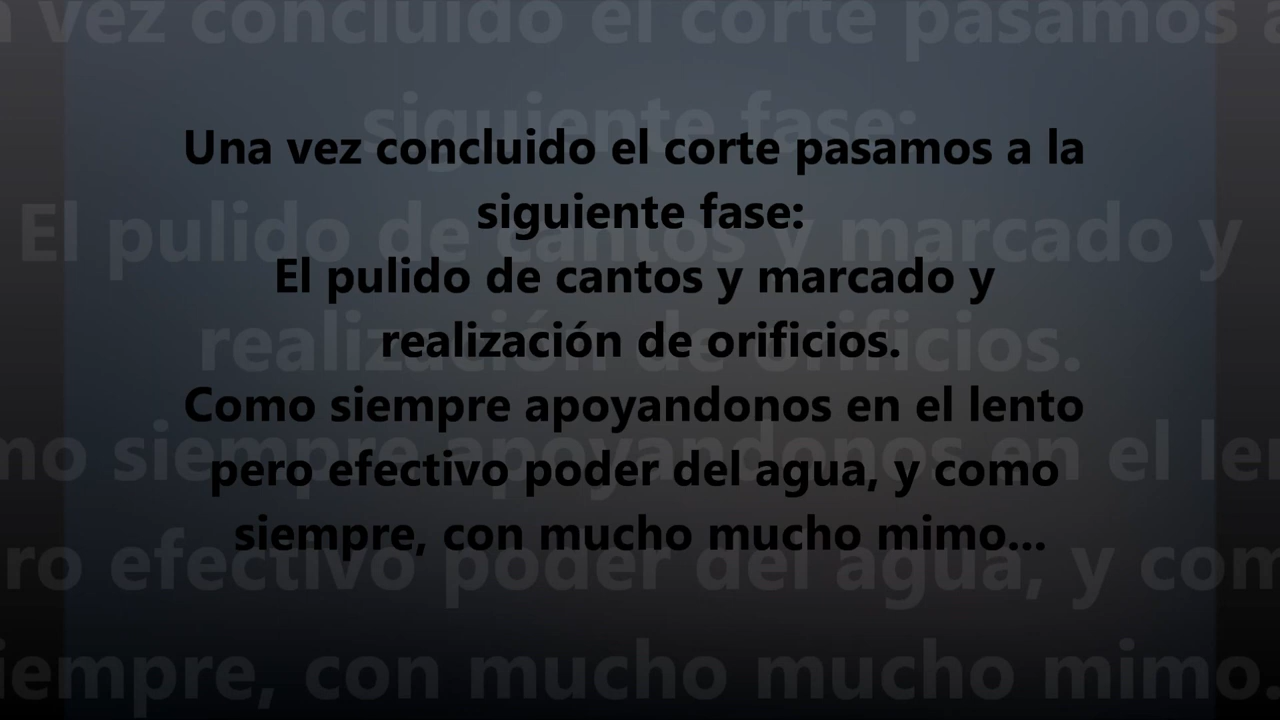 Una vez concluido el corte pasamos a la
siguiente fase:
El pulido de cantos y marcado y
realización de orificios.
Como siempre apoyandonos en el lento
pero efectivo poder del agua, y como
siempre, con mucho mucho mimo...